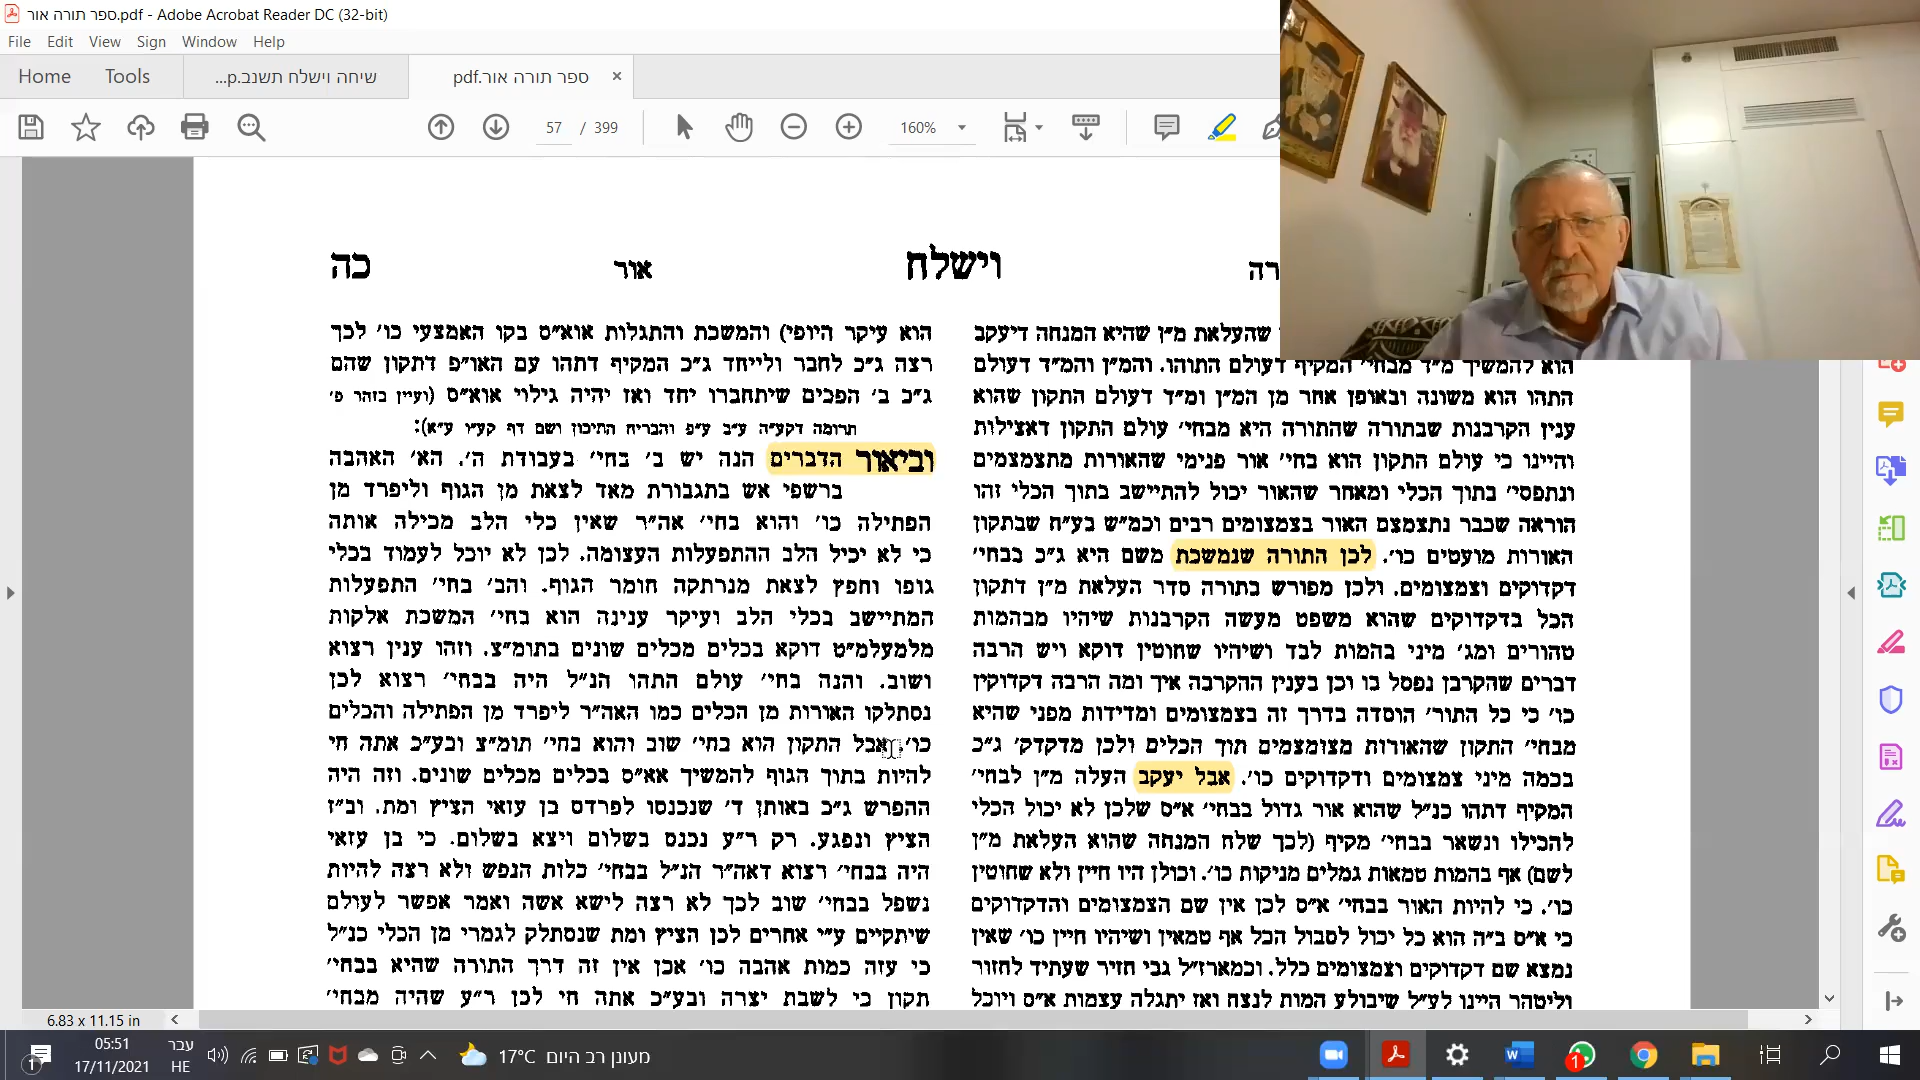 ספר תורה אור.pdf - Adobe Acrobat Reader DC (32-bit)
File Edit View Sign Window Help
Home Tools שיחה וישלח תשנב.p... ספר תורה אור.pdf ×
57 / 399 160%
רה וישלח אור כה
שהעלאת מ״ן שהיא המנחה דיעקב
הוא להמשיך מ״ד מבחי׳ המקיף דעולם התוהו. והמ״ן והמ״ד דעולם
התהו הוא משונה ובאופן אחר מן המ״ן ומ״ד דעולם התקון שהוא
ענין הקרבנות שבתורה שהתורה היא מבחי׳ עולם התקון דאצילות
והיינו כי עולם התקון הוא בחי׳ אור פנימי שהאורות מתצמצמים
ונתפסי׳ בתוך הכלי ומאחר שהאור יכול להתיישב בתוך הכלי זהו
הוראה שכבר נתצמצם האור בצמצומים רבים וכמ״ש בע״ח שבתקון
האורות מועטים כו׳. לכן התורה שנמשכת משם היא ג״כ בבחי׳
דקדוקים וצמצומים. ולכן מפורש בתורה סדר העלאת מ״ן דתקון
הכל בדקדוקים שהוא משפט מעשה הקרבנות שיהיו מבהמות
טהורים ומג׳ מיני בהמות לבד ושיהיו שחוטין דוקא ויש הרבה
דברים שהקרבן נפסל בו וכן בענין ההקרבה איך ומה הרבה דקדוקין
כו׳ כי כל התור׳ הוסדה בדרך זה בצמצומים ומדידות מפני שהיא
מבחי׳ התקון שהאורות מצומצמים תוך הכלים ולכן מדקדק׳ ג״כ
בכמה מיני צמצומים ודקדוקים כו׳. אבל יעקב העלה מ״ן לבחי׳
המקיף דתהו כנ״ל שהוא אור גדול בבחי׳ א״ס שלכן לא יכול הכלי
להכילו ונשאר בבחי׳ מקיף (לכך שלח המנחה שהוא העלאת מ״ן
לשם) אף בהמות טמאות גמלים מניקות כו׳. וכולן היו חיין ולא שחוטין
כו׳. כי להיות האור בבחי׳ א״ס לכן אין שם הצמצומים והדקדוקים
כי א״ס ב״ה הוא כל יכול לסבול הכל אף טמאין ושיהיו חיין כו׳ שאין
נמצא שם דקדוקים וצמצומים כלל. וכמארז״ל גבי חזיר שעתיד לחזור
וליטהר היינו לע״ל שיבולע המות לנצח ואז יתגלה עצמות א״ס ויוכל
הוא עיקר היופי) והמשכת והתגלות אוא״ס בקו האמצעי כו׳ לכך
רצה ג״כ לחבר ולייחד ג״כ המקיף דתהו עם האו״פ דתקון שהם
ג״כ ב׳ הפכים שיתחברו יחד ואז יהיה גילוי אוא״ס (ועיין בזהר פ׳
תרומה דקע״ה ע״ב ע״פ והבריח התיכון ושם דף קע״ץ ע״א):
וביאור הדברים הנה יש ב׳ בחי׳ בעבודת ה׳. הא׳ האהבה
ברשפי אש בתגבורת מאד לצאת מן הגוף וליפרד מן
הפתילה כו׳ והוא בחי׳ אה״ר שאין כלי הלב מכילה אותה
כי לא יכיל הלב ההתפעלות העצומה. לכן לא יוכל לעמוד בכלי
גופו וחפץ לצאת מנרתקה חומר הגוף. והב׳ בחי׳ התפעלות
המתיישב בכלי הלב ועיקר ענינה הוא בחי׳ המשכת אלקות
מלמעלמ״ט דוקא בכלים מכלים שונים בתומ״צ. וזהו ענין רצוא
ושוב. והנה בחי׳ עולם התהו הנ״ל היה בבחי׳ רצוא לכן
נסתלקו האורות מן הכלים כמו האה״ר ליפרד מן הפתילה והכלים
כו׳ אבל התקון הוא בחי׳ שוב והוא בחי׳ תומ״צ ובע״כ אתה חי
להיות בתוך הגוף להמשיך אא״ס בכלים מכלים שונים. וזה היה
ההפרש ג״כ באותן ד׳ שנכנסו לפרדס בן עזאי הציץ ומת. וב״ז
הציץ ונפגע. רק ר״ע נכנס בשלום ויצא בשלום. כי בן עזאי
היה בבחי׳ רצוא דאה״ר הנ״ל בבחי׳ כלות הנפש ולא רצה להיות
נשפל בבחי׳ שוב לכך לא רצה לישא אשה ואמר אפשר לעולם
שיתקיים ע״י אחרים לכן הציץ ומת שנסתלק לגמרי מן הכלי כנ״ל
כי עזה כמות אהבה כו׳ אכן אין זה דרך התורה שהיא בבחי׳
תקון כי לשבת יצרה ובע״כ אתה חי לכן ר״ע שהיה מבחי׳
6.83 x 11.15 in
1 05:51 17/11/2021 עבר HE 17°C מעונן רב היום 1